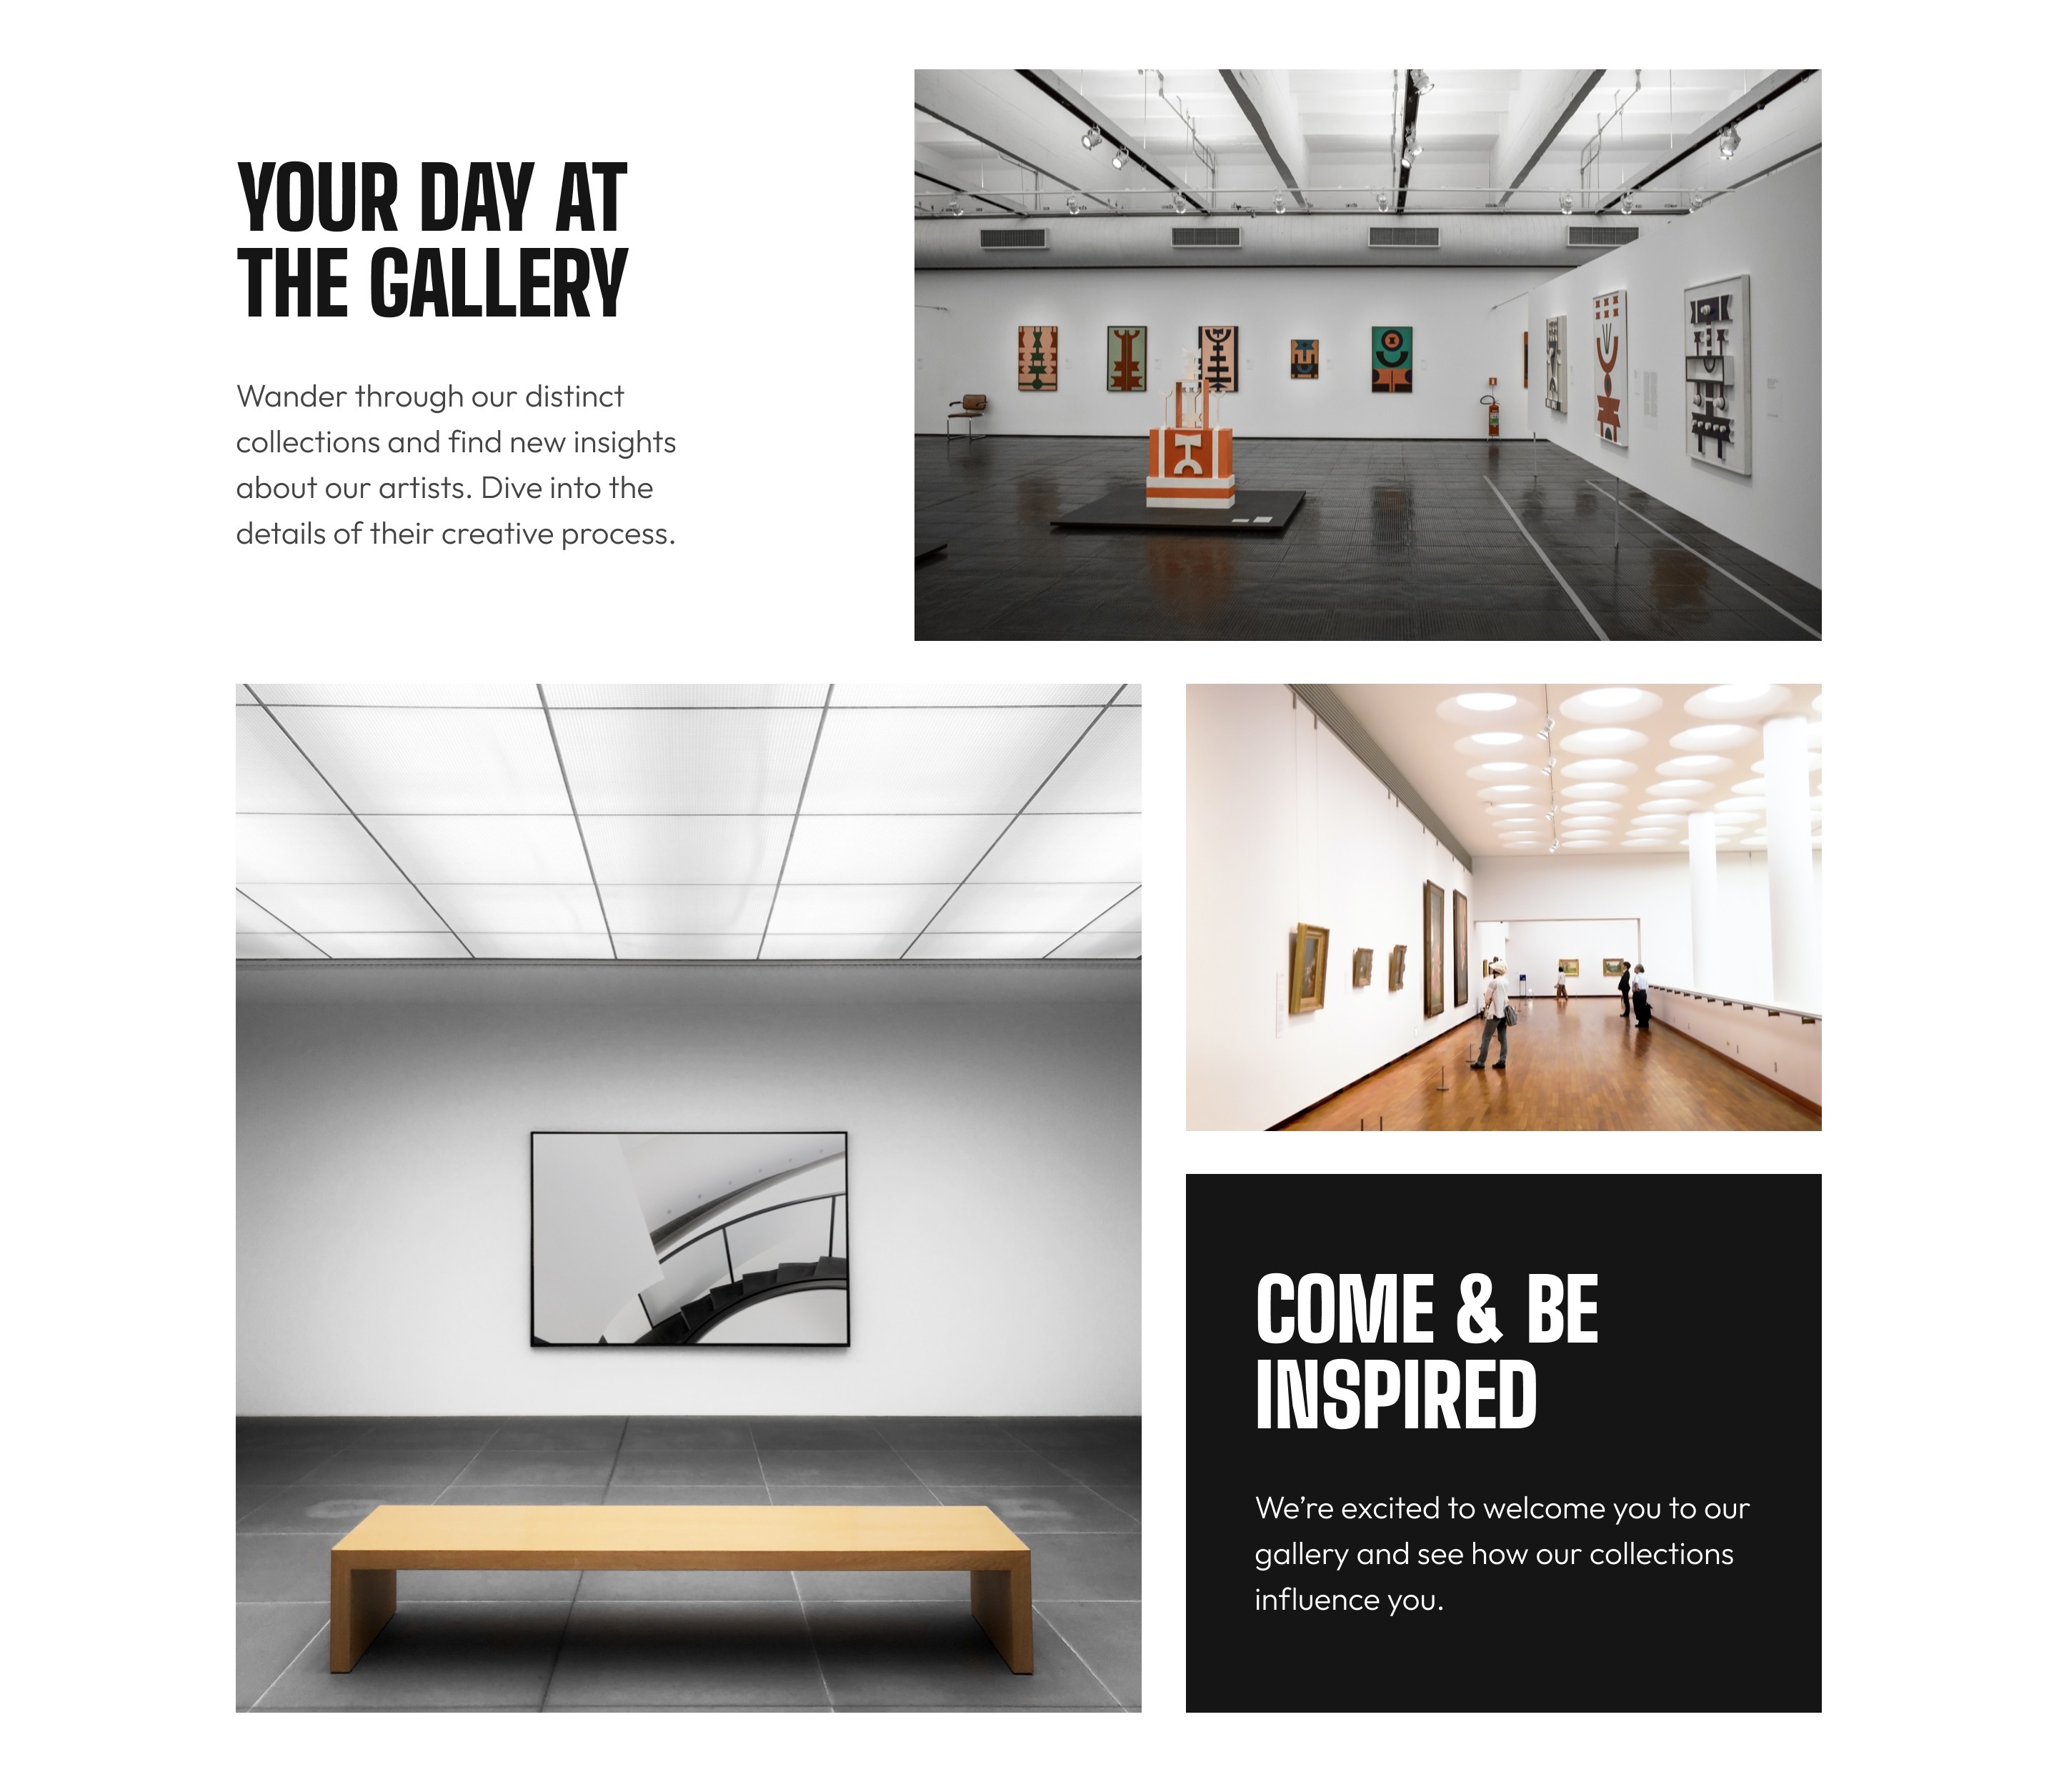 YOUR DAY AT
THE GALLERY
Wander through our distinct
collections and find new insights
about our artists. Dive into the
details of their creative process.
COME & BE
INSPIRED
We’re excited to welcome you to our
gallery and see how our collections
influence you.